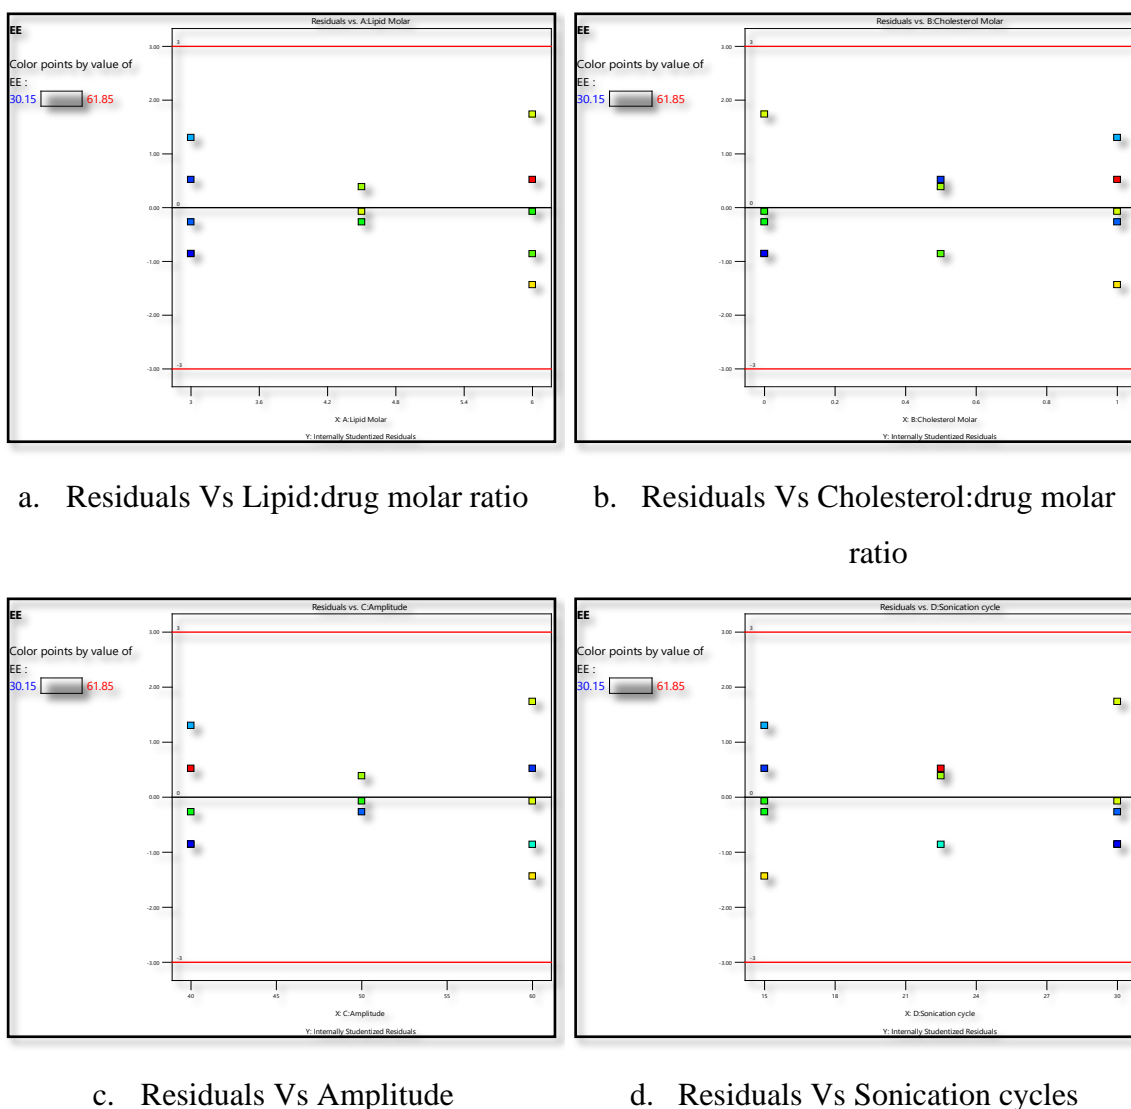 Residuals vs. A:Lipid Molar
EE
Color points by value of
EE :
30.15 61.85
3
3.00
2.00
1.00
0
0.00
-1.00
-2.00
-3
-3.00
3 3.6 4.2 4.8 5.4 6
X: A:Lipid Molar
Y: Internally Studentized Residuals
Residuals vs. B:Cholesterol Molar
EE
Color points by value of
EE :
30.15 61.85
3
3.00
2.00
1.00
0
0.00
-1.00
-2.00
-3
-3.00
0 0.2 0.4 0.6 0.8 1
X: B:Cholesterol Molar
Y: Internally Studentized Residuals
a. Residuals Vs Lipid:drug molar ratio
b. Residuals Vs Cholesterol:drug molar
ratio
Residuals vs. C:Amplitude
EE
Color points by value of
EE :
30.15 61.85
3
3.00
2.00
1.00
0
0.00
-1.00
-2.00
-3
-3.00
40 45 50 55 60
X: C:Amplitude
Y: Internally Studentized Residuals
Residuals vs. D:Sonication cycle
EE
Color points by value of
EE :
30.15 61.85
3
3.00
2.00
1.00
0
0.00
-1.00
-2.00
-3
-3.00
15 18 21 24 27 30
X: D:Sonication cycle
Y: Internally Studentized Residuals
c. Residuals Vs Amplitude
d. Residuals Vs Sonication cycles